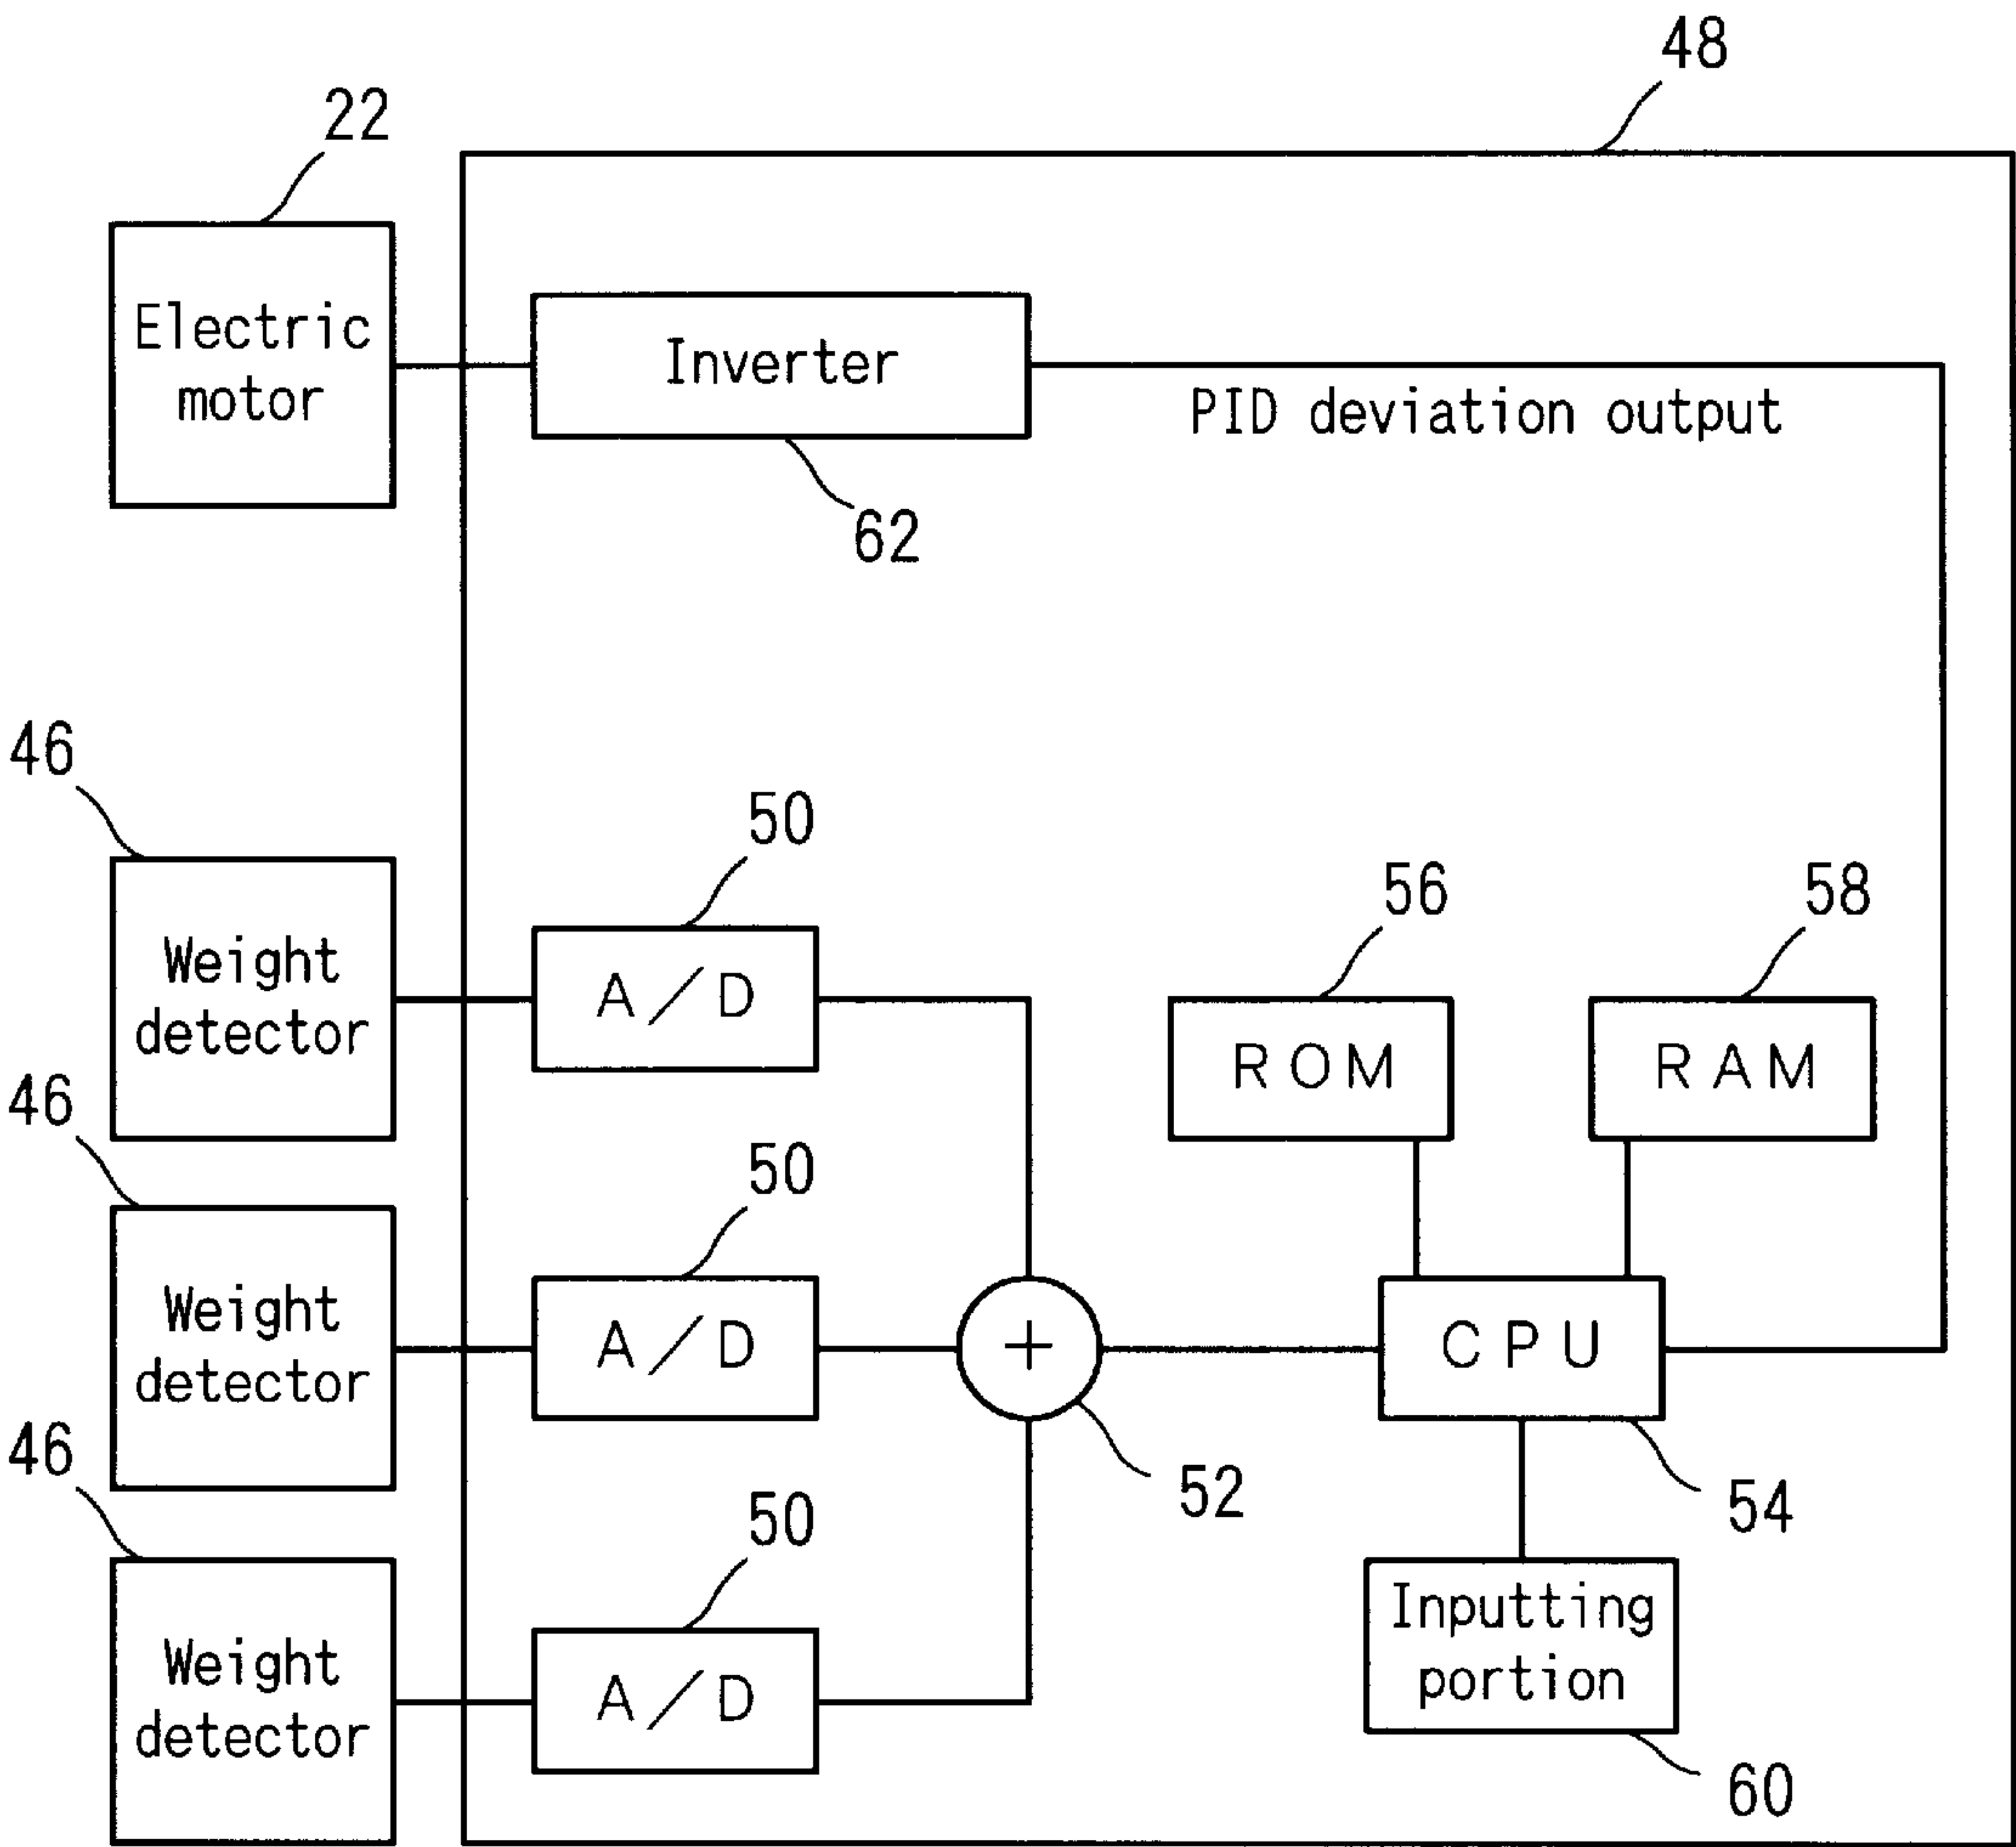 48
22
Electric
motor
Inverter
PID deviation output
62
46
50
56
58
Weight
detector
A/D
ROM
RAM
46
50
Weight
detector
A/D
+
CPU
52
54
46
50
Weight
detector
A/D
Inputting
portion
60